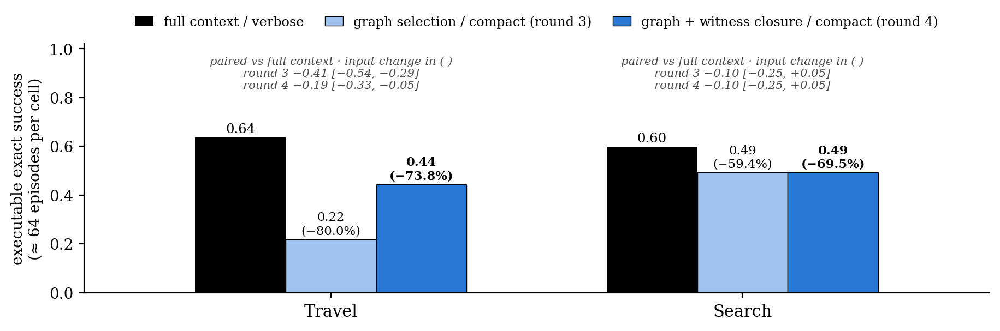 full context / verbose
graph selection / compact (round 3)
graph + witness closure / compact (round 4)
executable exact success
(≈ 64 episodes per cell)
1.0
0.8
0.6
0.4
0.2
0.0
paired vs full context · input change in ( )
round 3 −0.41 [−0.54, −0.29]
round 4 −0.19 [−0.33, −0.05]
0.64
0.22
(−80.0%)
0.44
(−73.8%)
Travel
paired vs full context · input change in ( )
round 3 −0.10 [−0.25, +0.05]
round 4 −0.10 [−0.25, +0.05]
0.60
0.49
(−59.4%)
0.49
(−69.5%)
Search